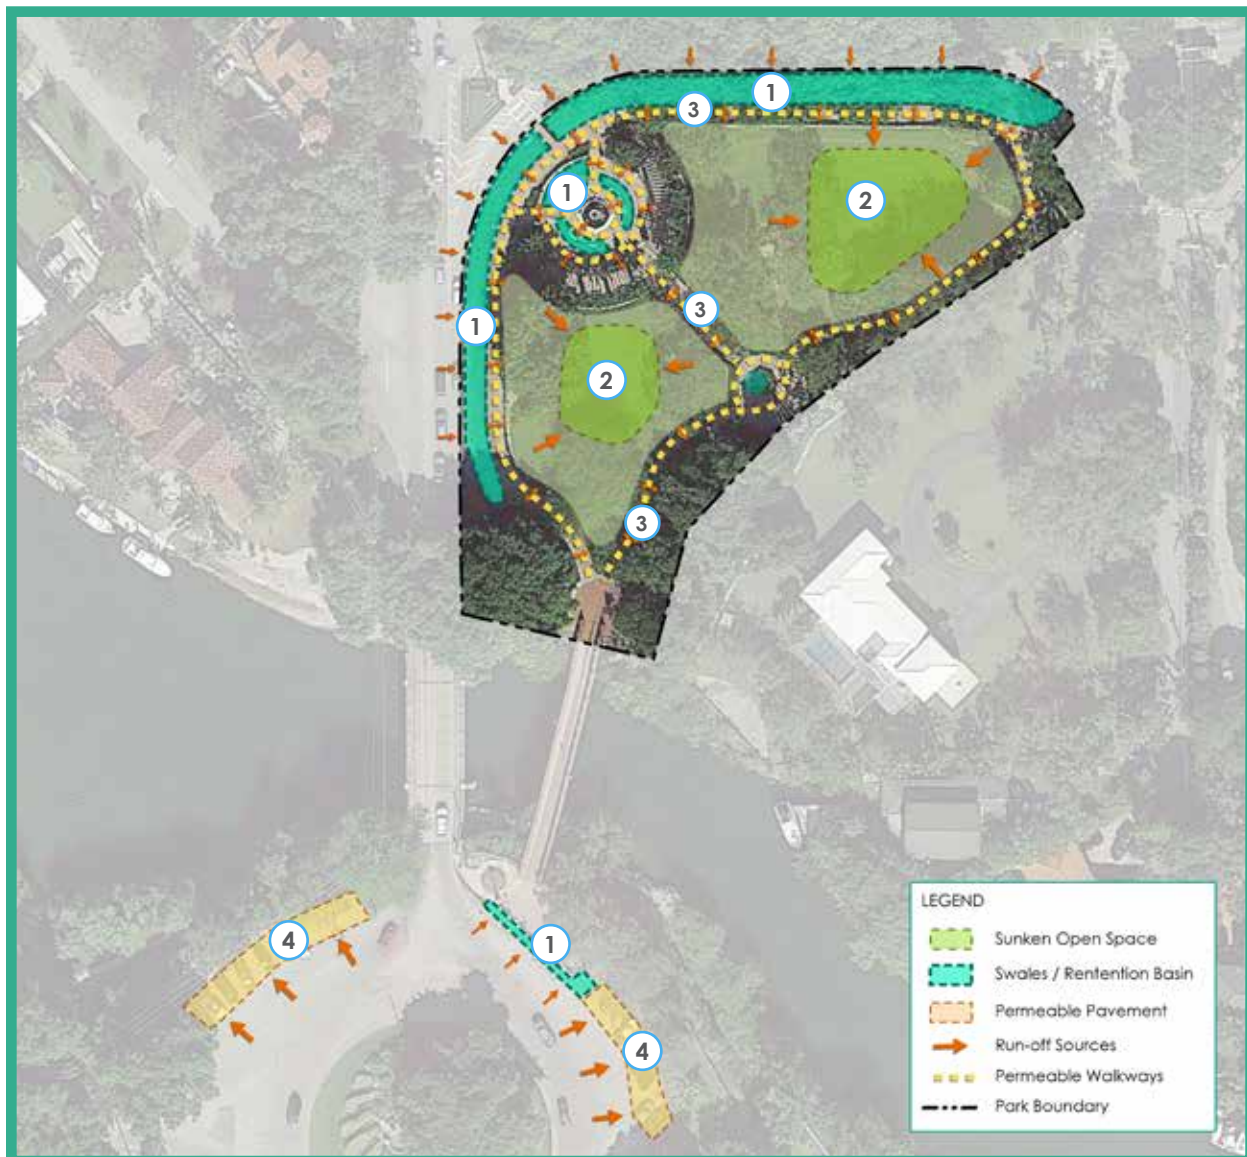 1
3
1
2
1
3
2
3
4
1
4
LEGEND
Sunken Open Space
Swales / Rentention Basin
Permeable Pavement
Run-off Sources
Permeable Walkways
Park Boundary